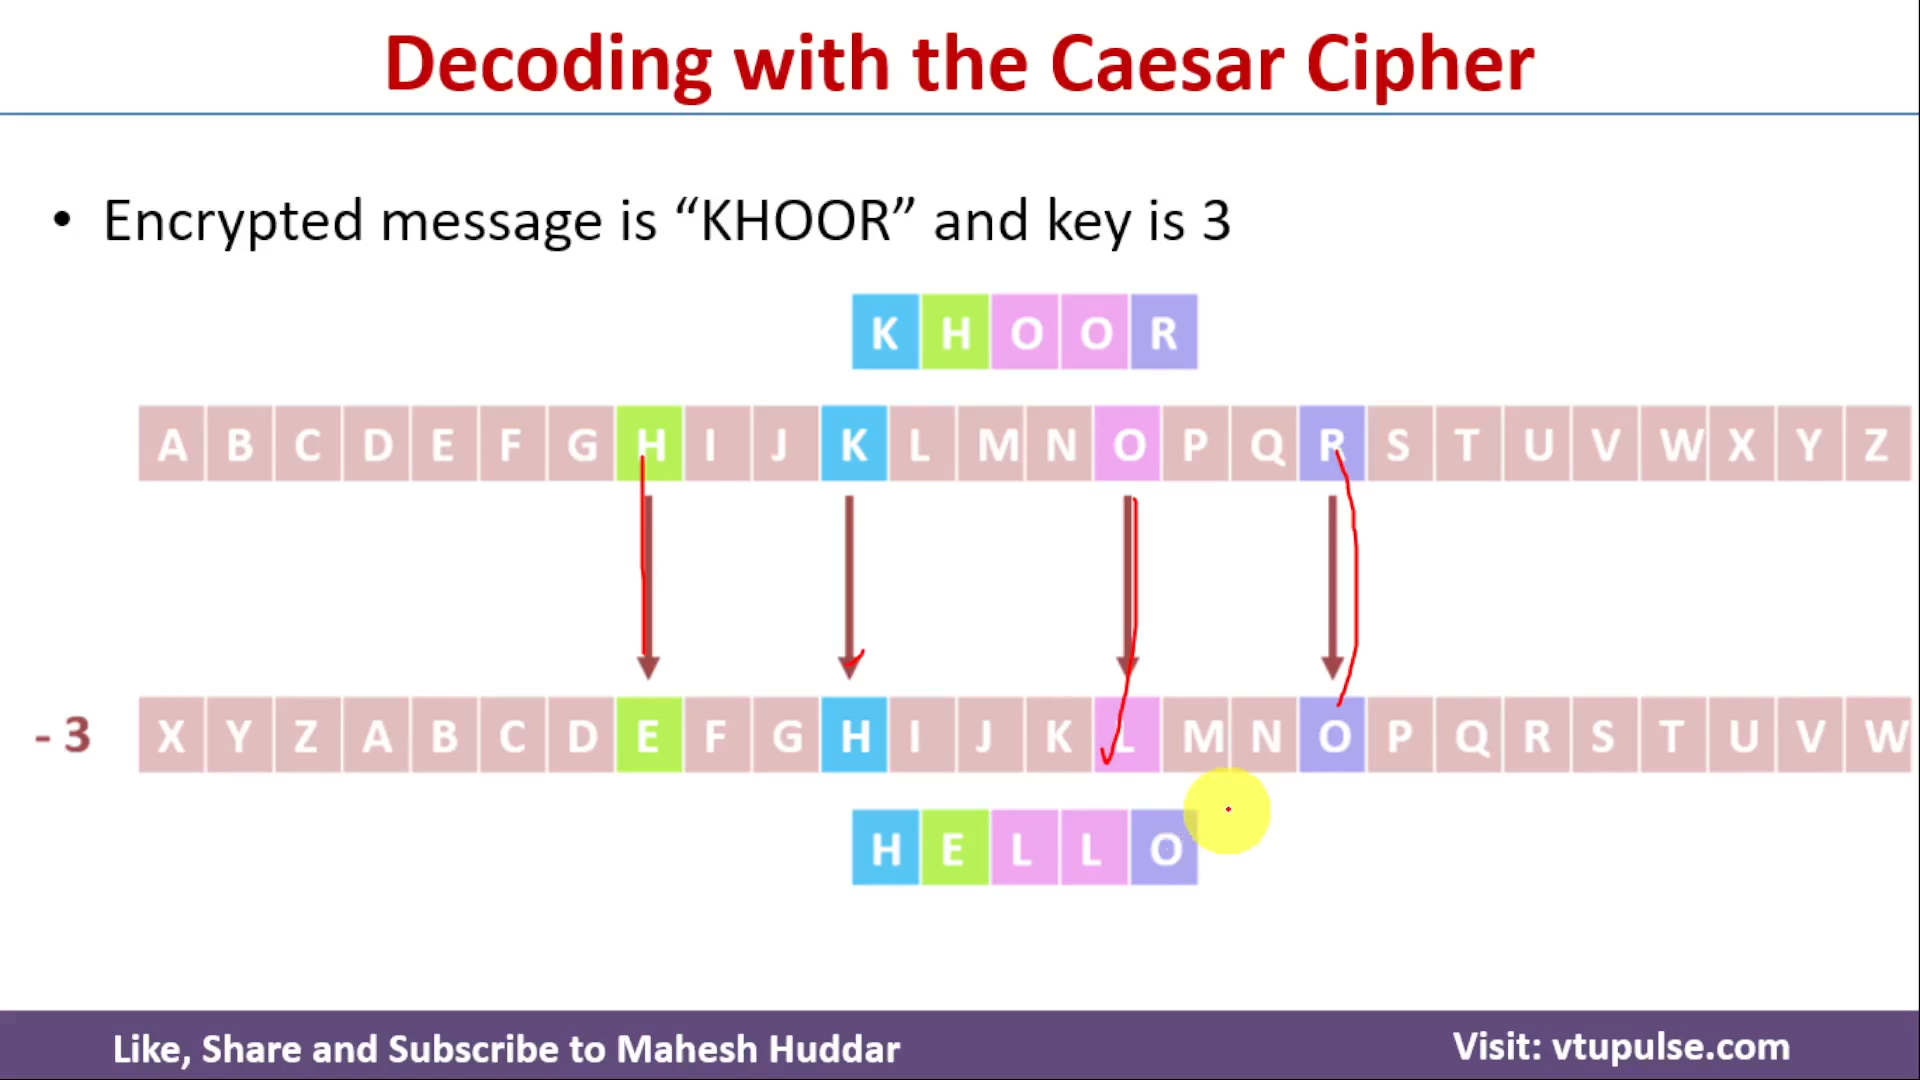 Decoding with the Caesar Cipher
• Encrypted message is “KHOOR” and key is 3
K H O O R
A B C D E F G H I J K L M N O P Q R S T U V W X Y Z
- 3 X Y Z A B C D E F G H I J K L M N O P Q R S T U V W
H E L L O
Like, Share and Subscribe to Mahesh Huddar Visit: vtupulse.com